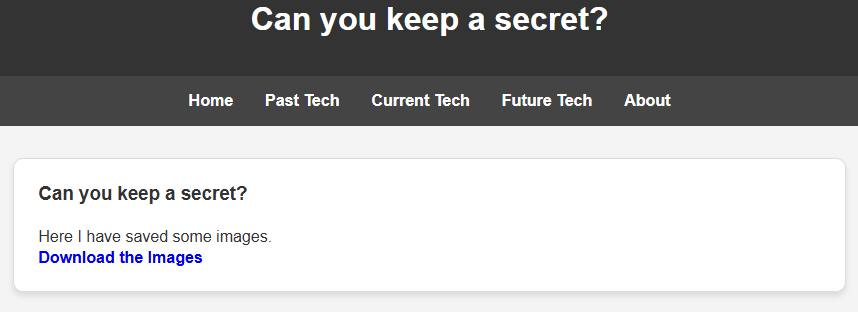 Can you keep a secret?
Home Past Tech Current Tech Future Tech About
Can you keep a secret?
Here I have saved some images.
Download the Images